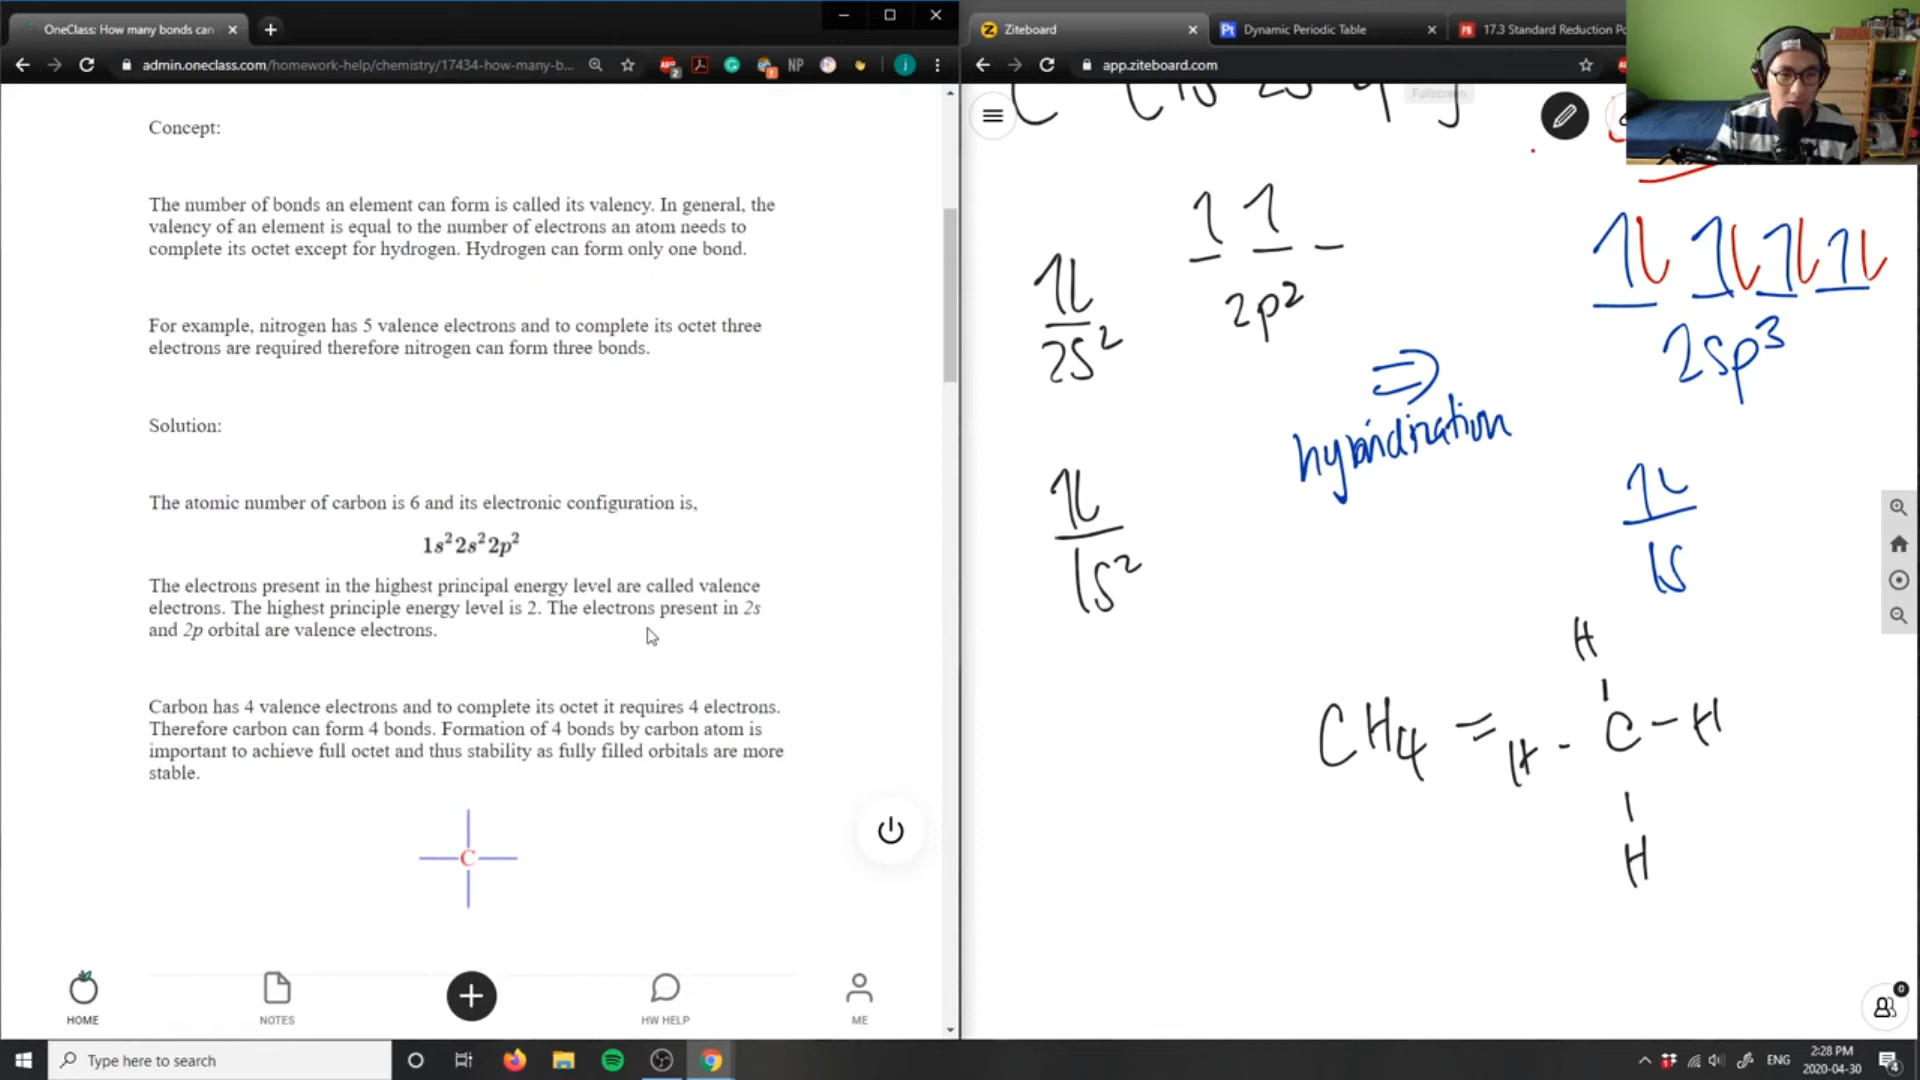 OneClass: How many bonds can
admin.oneclass.com/homework-help/chemistry/17434-how-many-b...
NP
j
Concept:
The number of bonds an element can form is called its valency. In general, the
valency of an element is equal to the number of electrons an atom needs to
complete its octet except for hydrogen. Hydrogen can form only one bond.
For example, nitrogen has 5 valence electrons and to complete its octet three
electrons are required therefore nitrogen can form three bonds.
Solution:
The atomic number of carbon is 6 and its electronic configuration is,
1s²2s²2p²
The electrons present in the highest principal energy level are called valence
electrons. The highest principle energy level is 2. The electrons present in 2s
and 2p orbital are valence electrons.
Carbon has 4 valence electrons and to complete its octet it requires 4 electrons.
Therefore carbon can form 4 bonds. Formation of 4 bonds by carbon atom is
important to achieve full octet and thus stability as fully filled orbitals are more
stable.
C
HOME
NOTES
HW HELP
ME
Ziteboard
Pt Dynamic Periodic Table
17.3 Standard Reduction Po
app.ziteboard.com
Fullscreen
2s²
2p²
2sp³
hybridization
1s²
1s
H
CH4 = H - C - H
H
0
Type here to search
ENG
2:28 PM
2020-04-30
4